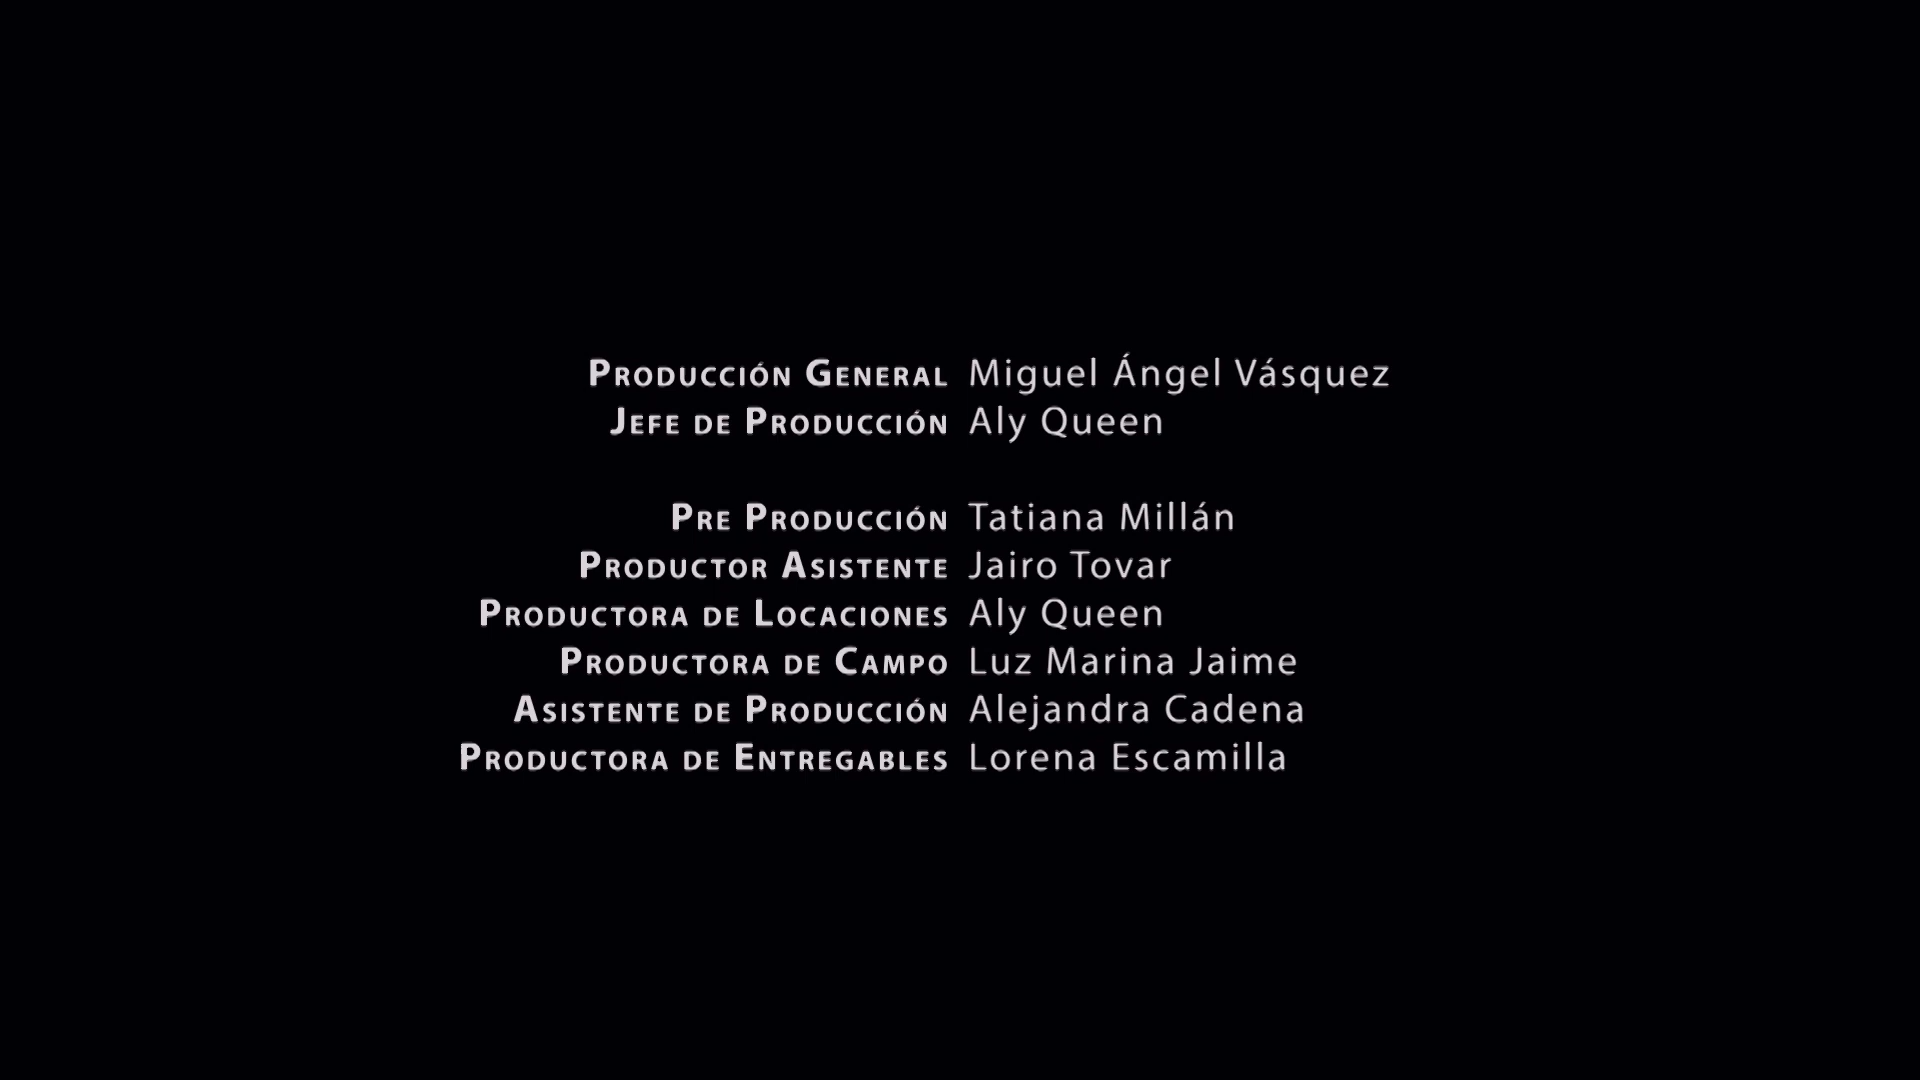 Producción General Miguel Ángel Vásquez
Jefe de Producción Aly Queen
Pre Producción Tatiana Millán
Productor Asistente Jairo Tovar
Productora de Locaciones Aly Queen
Productora de Campo Luz Marina Jaime
Asistente de Producción Alejandra Cadena
Productora de Entregables Lorena Escamilla